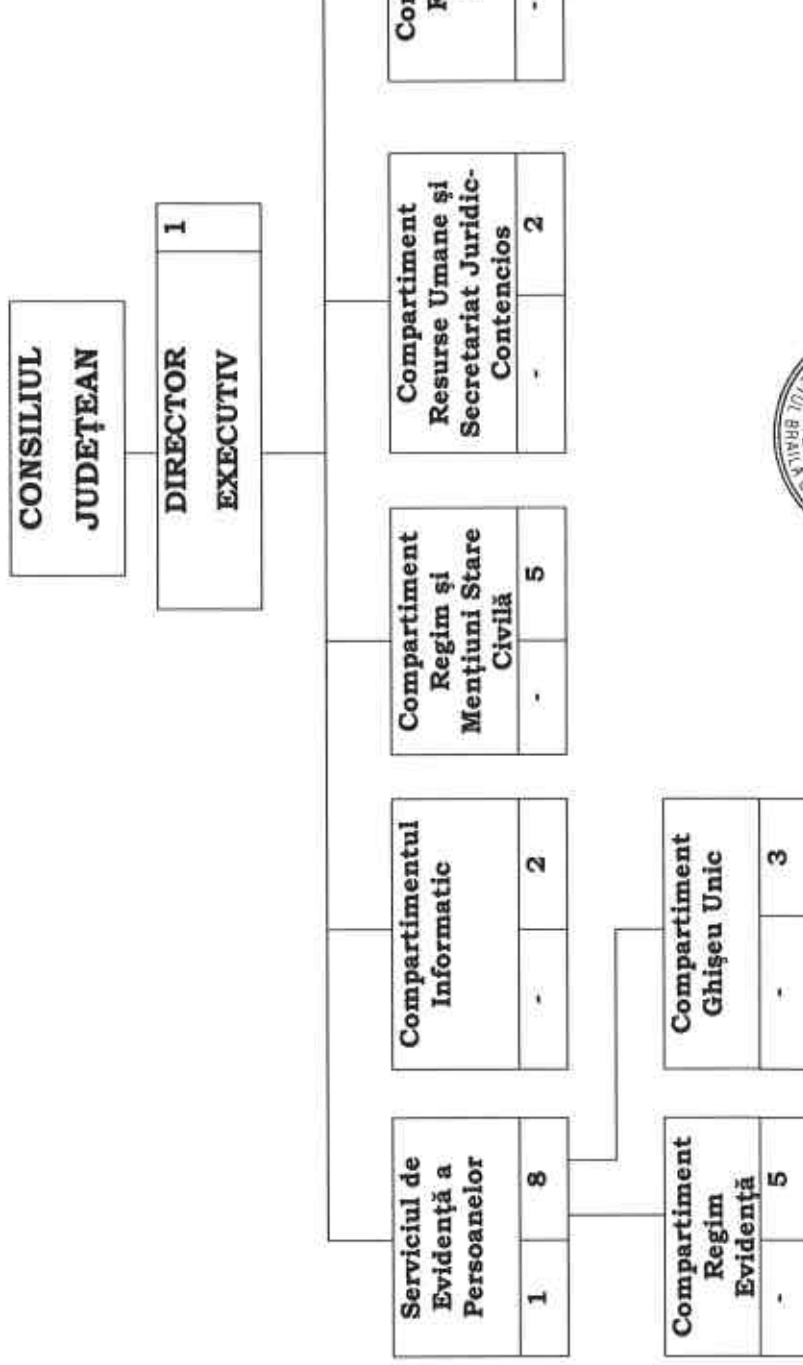 CONSILIUL
JUDEȚEAN
DIRECTOR
EXECUTIV
1
Serviciul de
Evidență a
Persoanelor
1 8
Compartimentul
Informatic
- 2
Compartiment
Regim și
Mențiuni Stare
Civilă
- 5
Compartiment
Resurse Umane și
Secretariat Juridic-
Contencios
- 2
-
Compartiment
Regim
Evidență
- 5
Compartiment
Ghișeu Unic
- 3
BRAILA